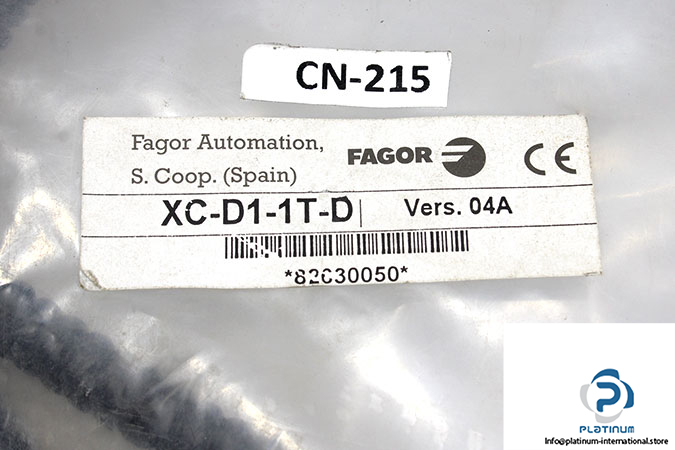 CN-215
Fagor Automation,
S. Coop. (Spain)
FAGOR
CE
XC-D1-1T-D
Vers. 04A
*82030050*
PLATINUM
Info@platinum-international.store